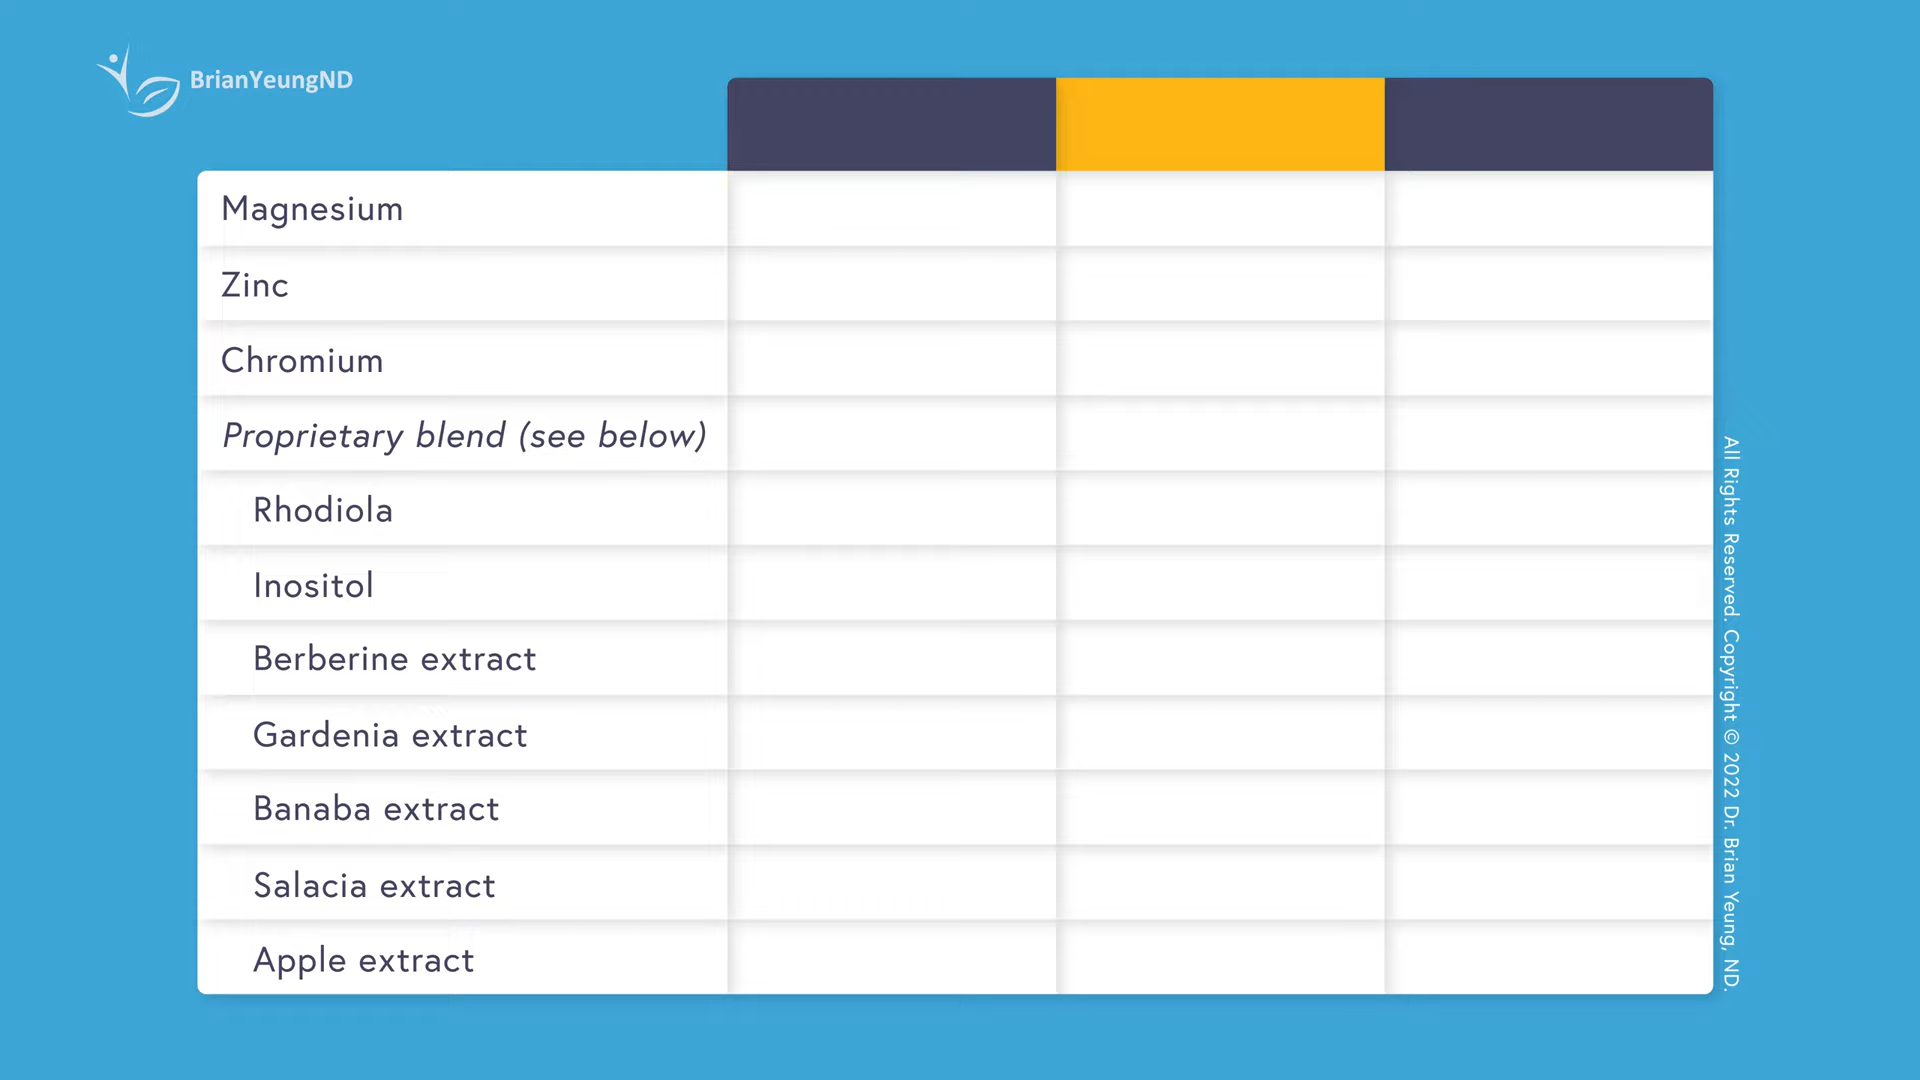 BrianYeungND
Magnesium
Zinc
Chromium
Proprietary blend (see below)
Rhodiola
Inositol
Berberine extract
Gardenia extract
Banaba extract
Salacia extract
Apple extract
All Rights Reserved. Copyright © 2022 Dr. Brian Yeung, ND.